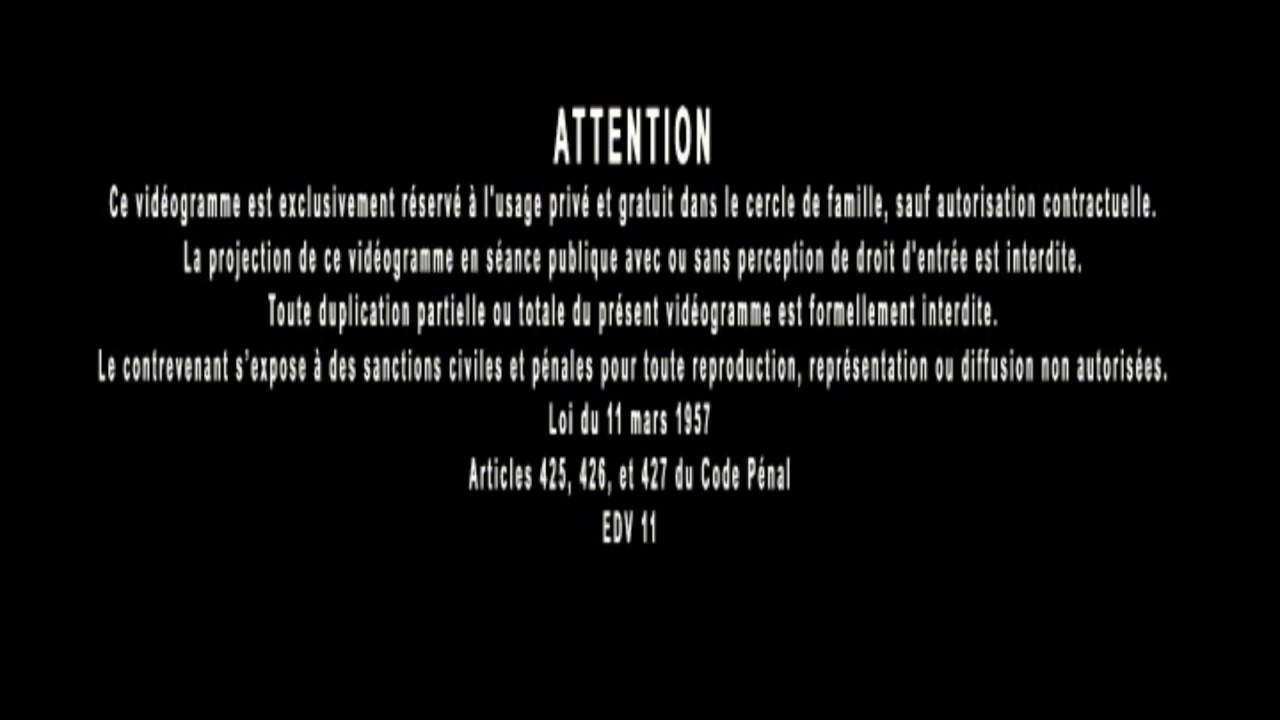 ATTENTION
Ce vidéogramme est exclusivement réservé à l'usage privé et gratuit dans le cercle de famille, sauf autorisation contractuelle.
La projection de ce vidéogramme en séance publique avec ou sans perception de droit d'entrée est interdite.
Toute duplication partielle ou totale du présent vidéogramme est formellement interdite.
Le contrevenant s'expose à des sanctions civiles et pénales pour toute reproduction, représentation ou diffusion non autorisées.
Loi du 11 mars 1957
Articles 425, 426, et 427 du Code Pénal
EDV 11